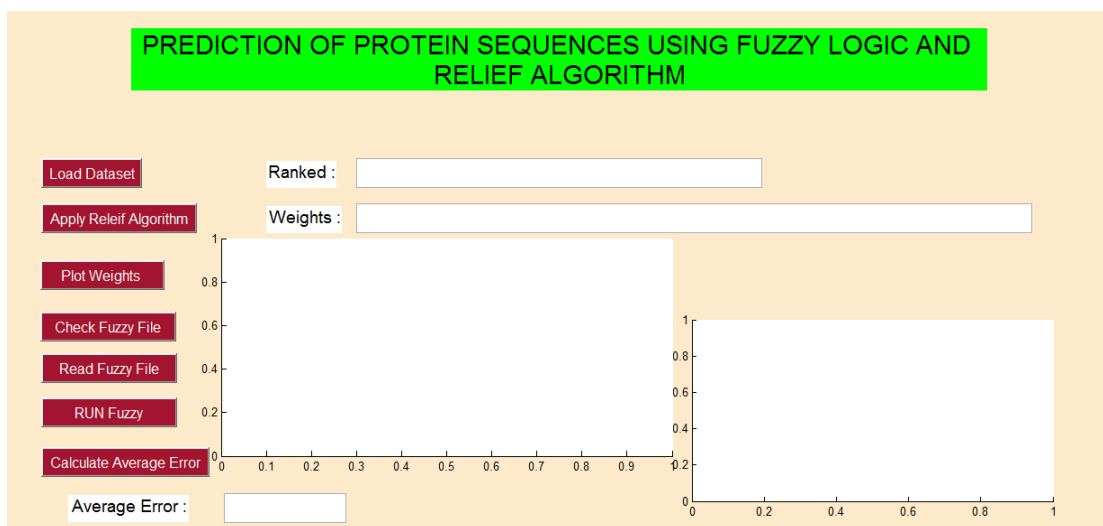 PREDICTION OF PROTEIN SEQUENCES USING FUZZY LOGIC AND
RELIEF ALGORITHM
Load Dataset
Ranked :
Apply Releif Algorithm
Weights :
Plot Weights
Check Fuzzy File
Read Fuzzy File
RUN Fuzzy
Calculate Average Error
Average Error :
1
0.8
0.6
0.4
0.2
0
0 0.1 0.2 0.3 0.4 0.5 0.6 0.7 0.8 0.9 1
1
0.8
0.6
0.4
0.2
0
0 0.2 0.4 0.6 0.8 1